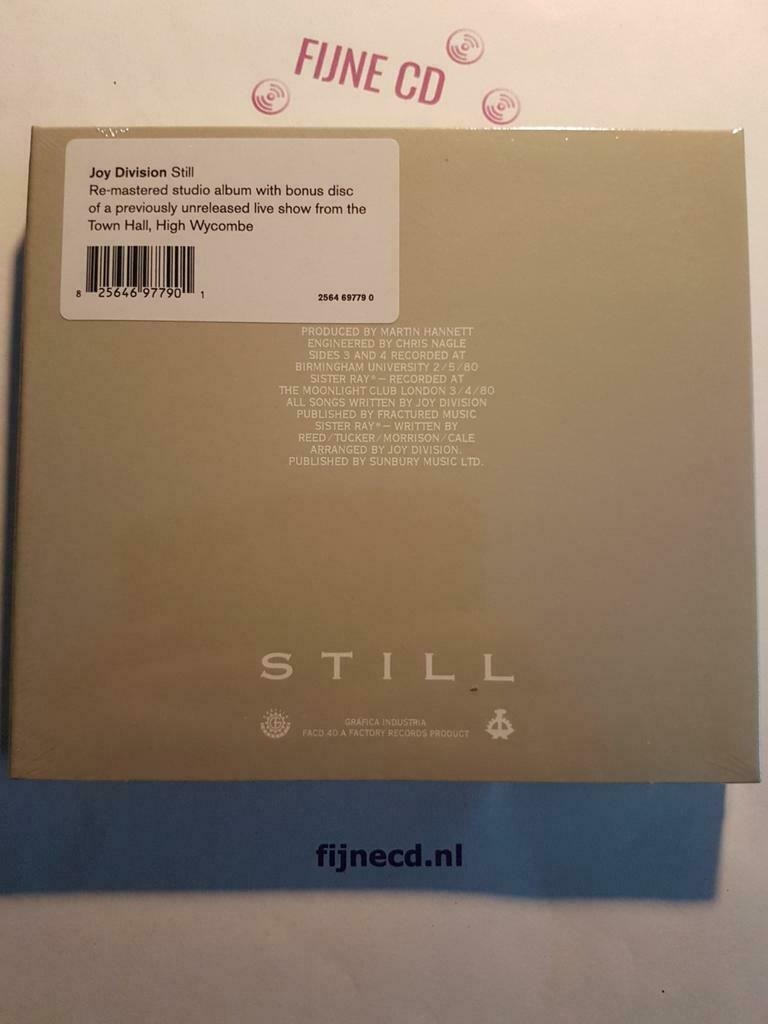 FIJNE CD
Joy Division Still
Re-mastered studio album with bonus disc
of a previously unreleased live show from the
Town Hall, High Wycombe
8 25646 97790 1
2564 69779 0
PRODUCED BY MARTIN HANNETT
ENGINEERED BY CHRIS NAGLE
SIDES 3 AND 4 RECORDED AT
BIRMINGHAM UNIVERSITY 2/5/80
SISTER RAY*— RECORDED AT
THE MOONLIGHT CLUB LONDON 3/4/80
ALL SONGS WRITTEN BY JOY DIVISION
PUBLISHED BY FRACTURED MUSIC
SISTER RAY*— WRITTEN BY
REED/TUCKER/MORRISON/CALE
ARRANGED BY JOY DIVISION.
PUBLISHED BY SUNBURY MUSIC LTD.
STILL
GRAFICA INDUSTRIA
FACD 40 A FACTORY RECORDS PRODUCT
fijnecd.nl